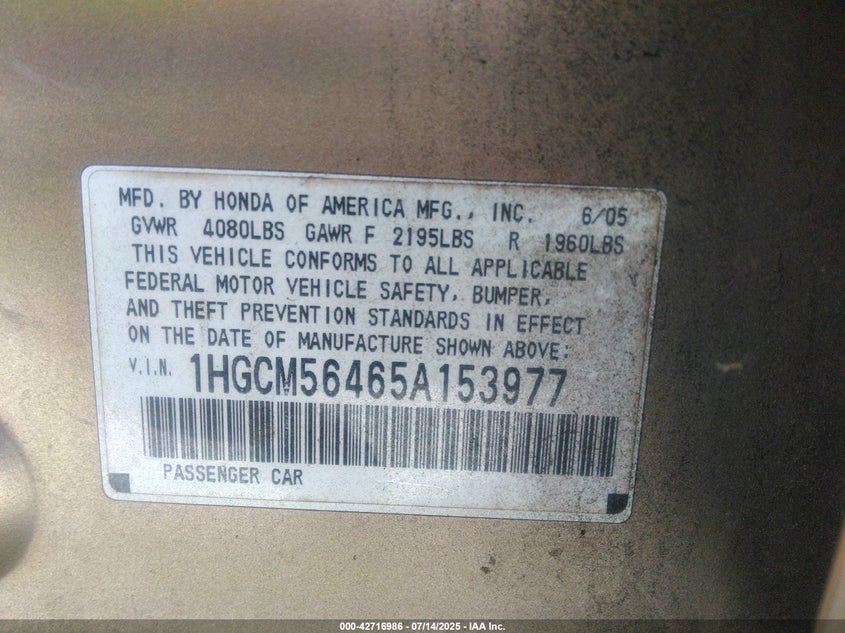 MFD. BY HONDA OF AMERICA MFG., INC. 6/05
GVWR 4080LBS GAWR F 2195LBS R 1960LBS
THIS VEHICLE CONFORMS TO ALL APPLICABLE
FEDERAL MOTOR VEHICLE SAFETY, BUMPER,
AND THEFT PREVENTION STANDARDS IN EFFECT
ON THE DATE OF MANUFACTURE SHOWN ABOVE:
V.I.N. 1HGCM56465A153977
PASSENGER CAR
000-42716986 - 07/14/2025 - IAA Inc.